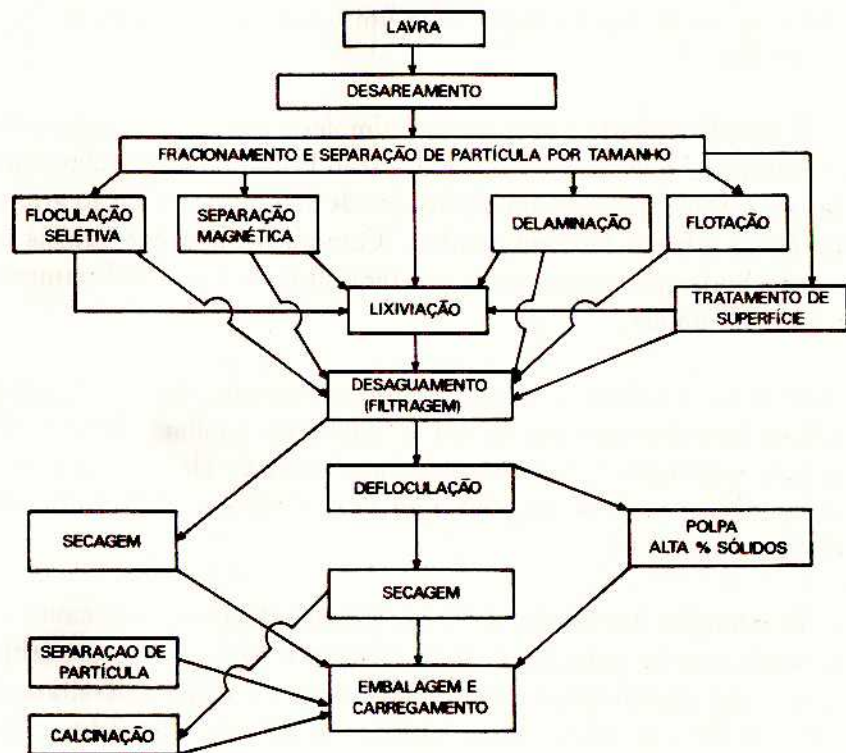 LAVRA
DESAREAMENTO
FRACIONAMENTO E SEPARAÇÃO DE PARTÍCULA POR TAMANHO
FLOCULAÇÃO
SELETIVA
SEPARAÇÃO
MAGNÉTICA
DELAMINAÇÃO
FLOTAÇÃO
LIXIVIAÇÃO
TRATAMENTO DE
SUPERFÍCIE
DESAGUAMENTO
(FILTRAGEM)
DEFLOCULAÇÃO
SECAGEM
POLPA
ALTA % SÓLIDOS
SECAGEM
SEPARAÇAO DE
PARTÍCULA
EMBALAGEM E
CARREGAMENTO
CALCINAÇÃO